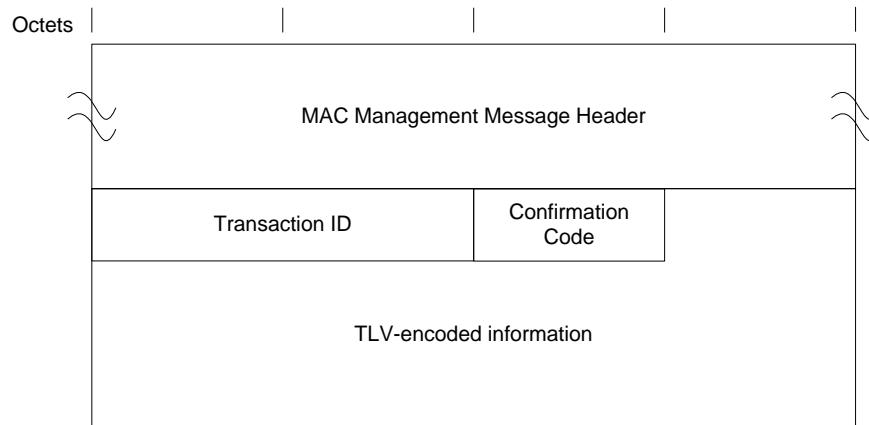 Octets
MAC Management Message Header
Transaction ID
Confirmation
Code
TLV-encoded information